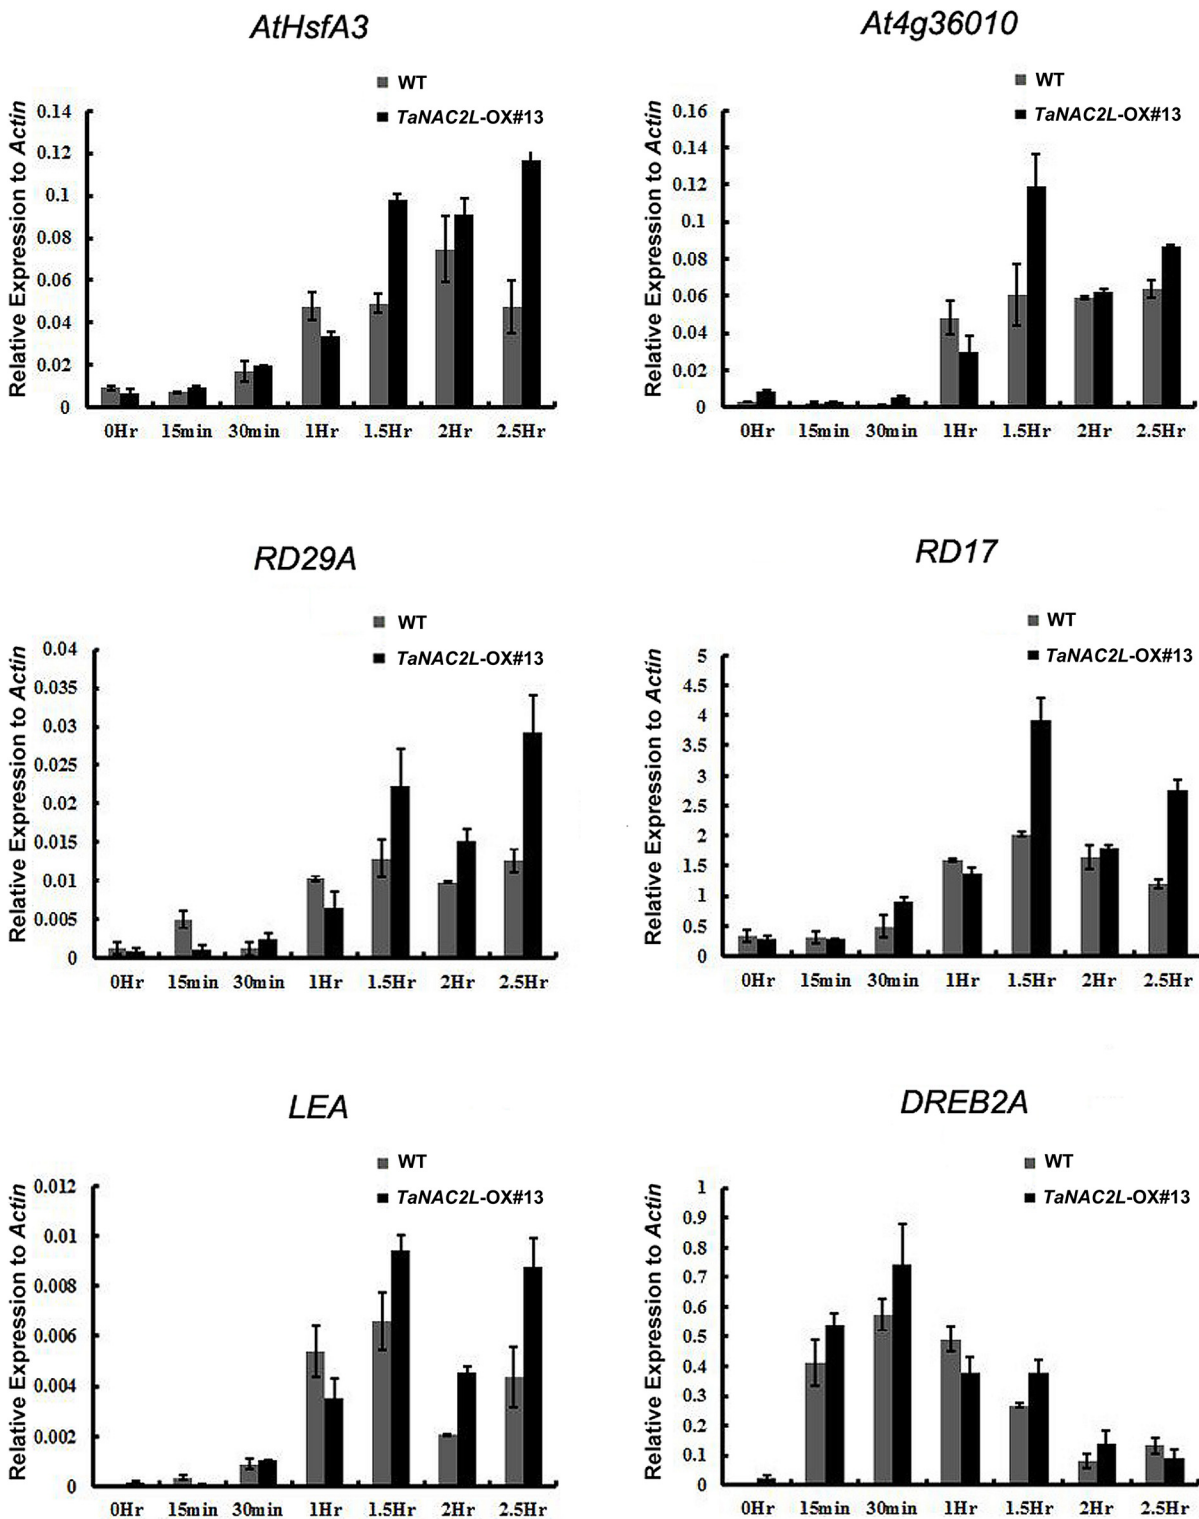 AtHsfA3
WT
TaNAC2L-OX#13
Relative Expression to Actin
0.14
0.12
0.1
0.08
0.06
0.04
0.02
0
0Hr 15min 30min 1Hr 1.5Hr 2Hr 2.5Hr
At4g36010
WT
TaNAC2L-OX#13
Relative Expression to Actin
0.16
0.14
0.12
0.1
0.08
0.06
0.04
0.02
0
0Hr 15min 30min 1Hr 1.5Hr 2Hr 2.5Hr
RD29A
WT
TaNAC2L-OX#13
Relative Expression to Actin
0.04
0.035
0.03
0.025
0.02
0.015
0.01
0.005
0
0Hr 15min 30min 1Hr 1.5Hr 2Hr 2.5Hr
RD17
WT
TaNAC2L-OX#13
Relative Expression to Actin
5
4.5
4
3.5
3
2.5
2
1.5
1
0.5
0
0Hr 15min 30min 1Hr 1.5Hr 2Hr 2.5Hr
LEA
WT
TaNAC2L-OX#13
Relative Expression to Actin
0.012
0.01
0.008
0.006
0.004
0.002
0
0Hr 15min 30min 1Hr 1.5Hr 2Hr 2.5Hr
DREB2A
WT
TaNAC2L-OX#13
Relative Expression to Actin
1
0.9
0.8
0.7
0.6
0.5
0.4
0.3
0.2
0.1
0
0Hr 15min 30min 1Hr 1.5Hr 2Hr 2.5Hr